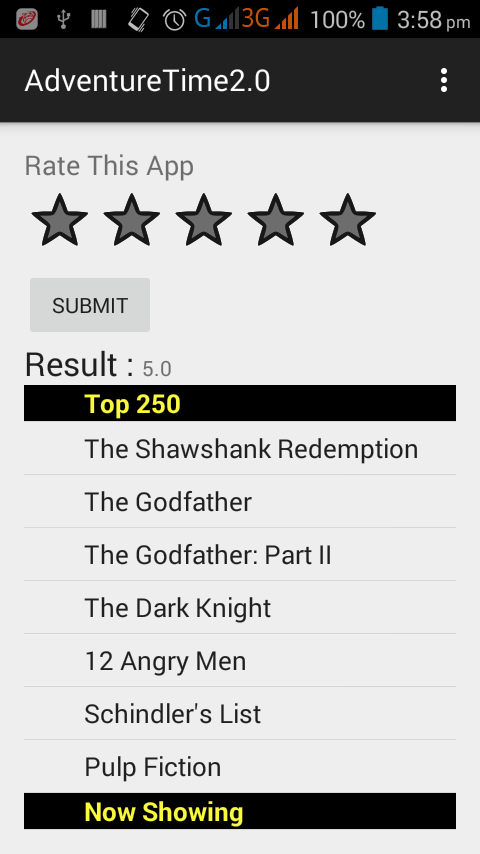 G 3G 100% 3:58 pm
AdventureTime2.0
Rate This App
SUBMIT
Result : 5.0
Top 250
The Shawshank Redemption
The Godfather
The Godfather: Part II
The Dark Knight
12 Angry Men
Schindler's List
Pulp Fiction
Now Showing